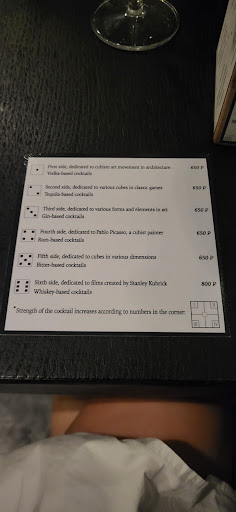 First side, dedicated to cubism art movement in architecture 650 ₽
Vodka-based cocktails
Second side, dedicated to various cubes in classic games 650 ₽
Tequila-based cocktails
Third side, dedicated to various forms and elements in art 650 ₽
Gin-based cocktails
Fourth side, dedicated to Pablo Picasso, a cubist painter 650 ₽
Rum-based cocktails
Fifth side, dedicated to cubes in various dimensions 650 ₽
Bitter-based cocktails
Sixth side, dedicated to films created by Stanley Kubrick 800 ₽
Whiskey-based cocktails
*Strength of the cocktail increases according to numbers in the corner: